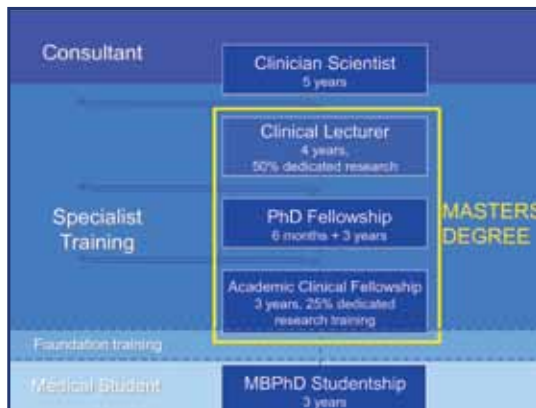 Consultant
Clinician Scientist
5 years
Clinical Lecturer
4 years,
50% dedicated research
Specialist
Training
PhD Fellowship
6 months + 3 years
MASTERS
DEGREE
Academic Clinical Fellowship
3 years, 25% dedicated
research training
Foundation training
Medical Student
MBPhD Studentship
3 years